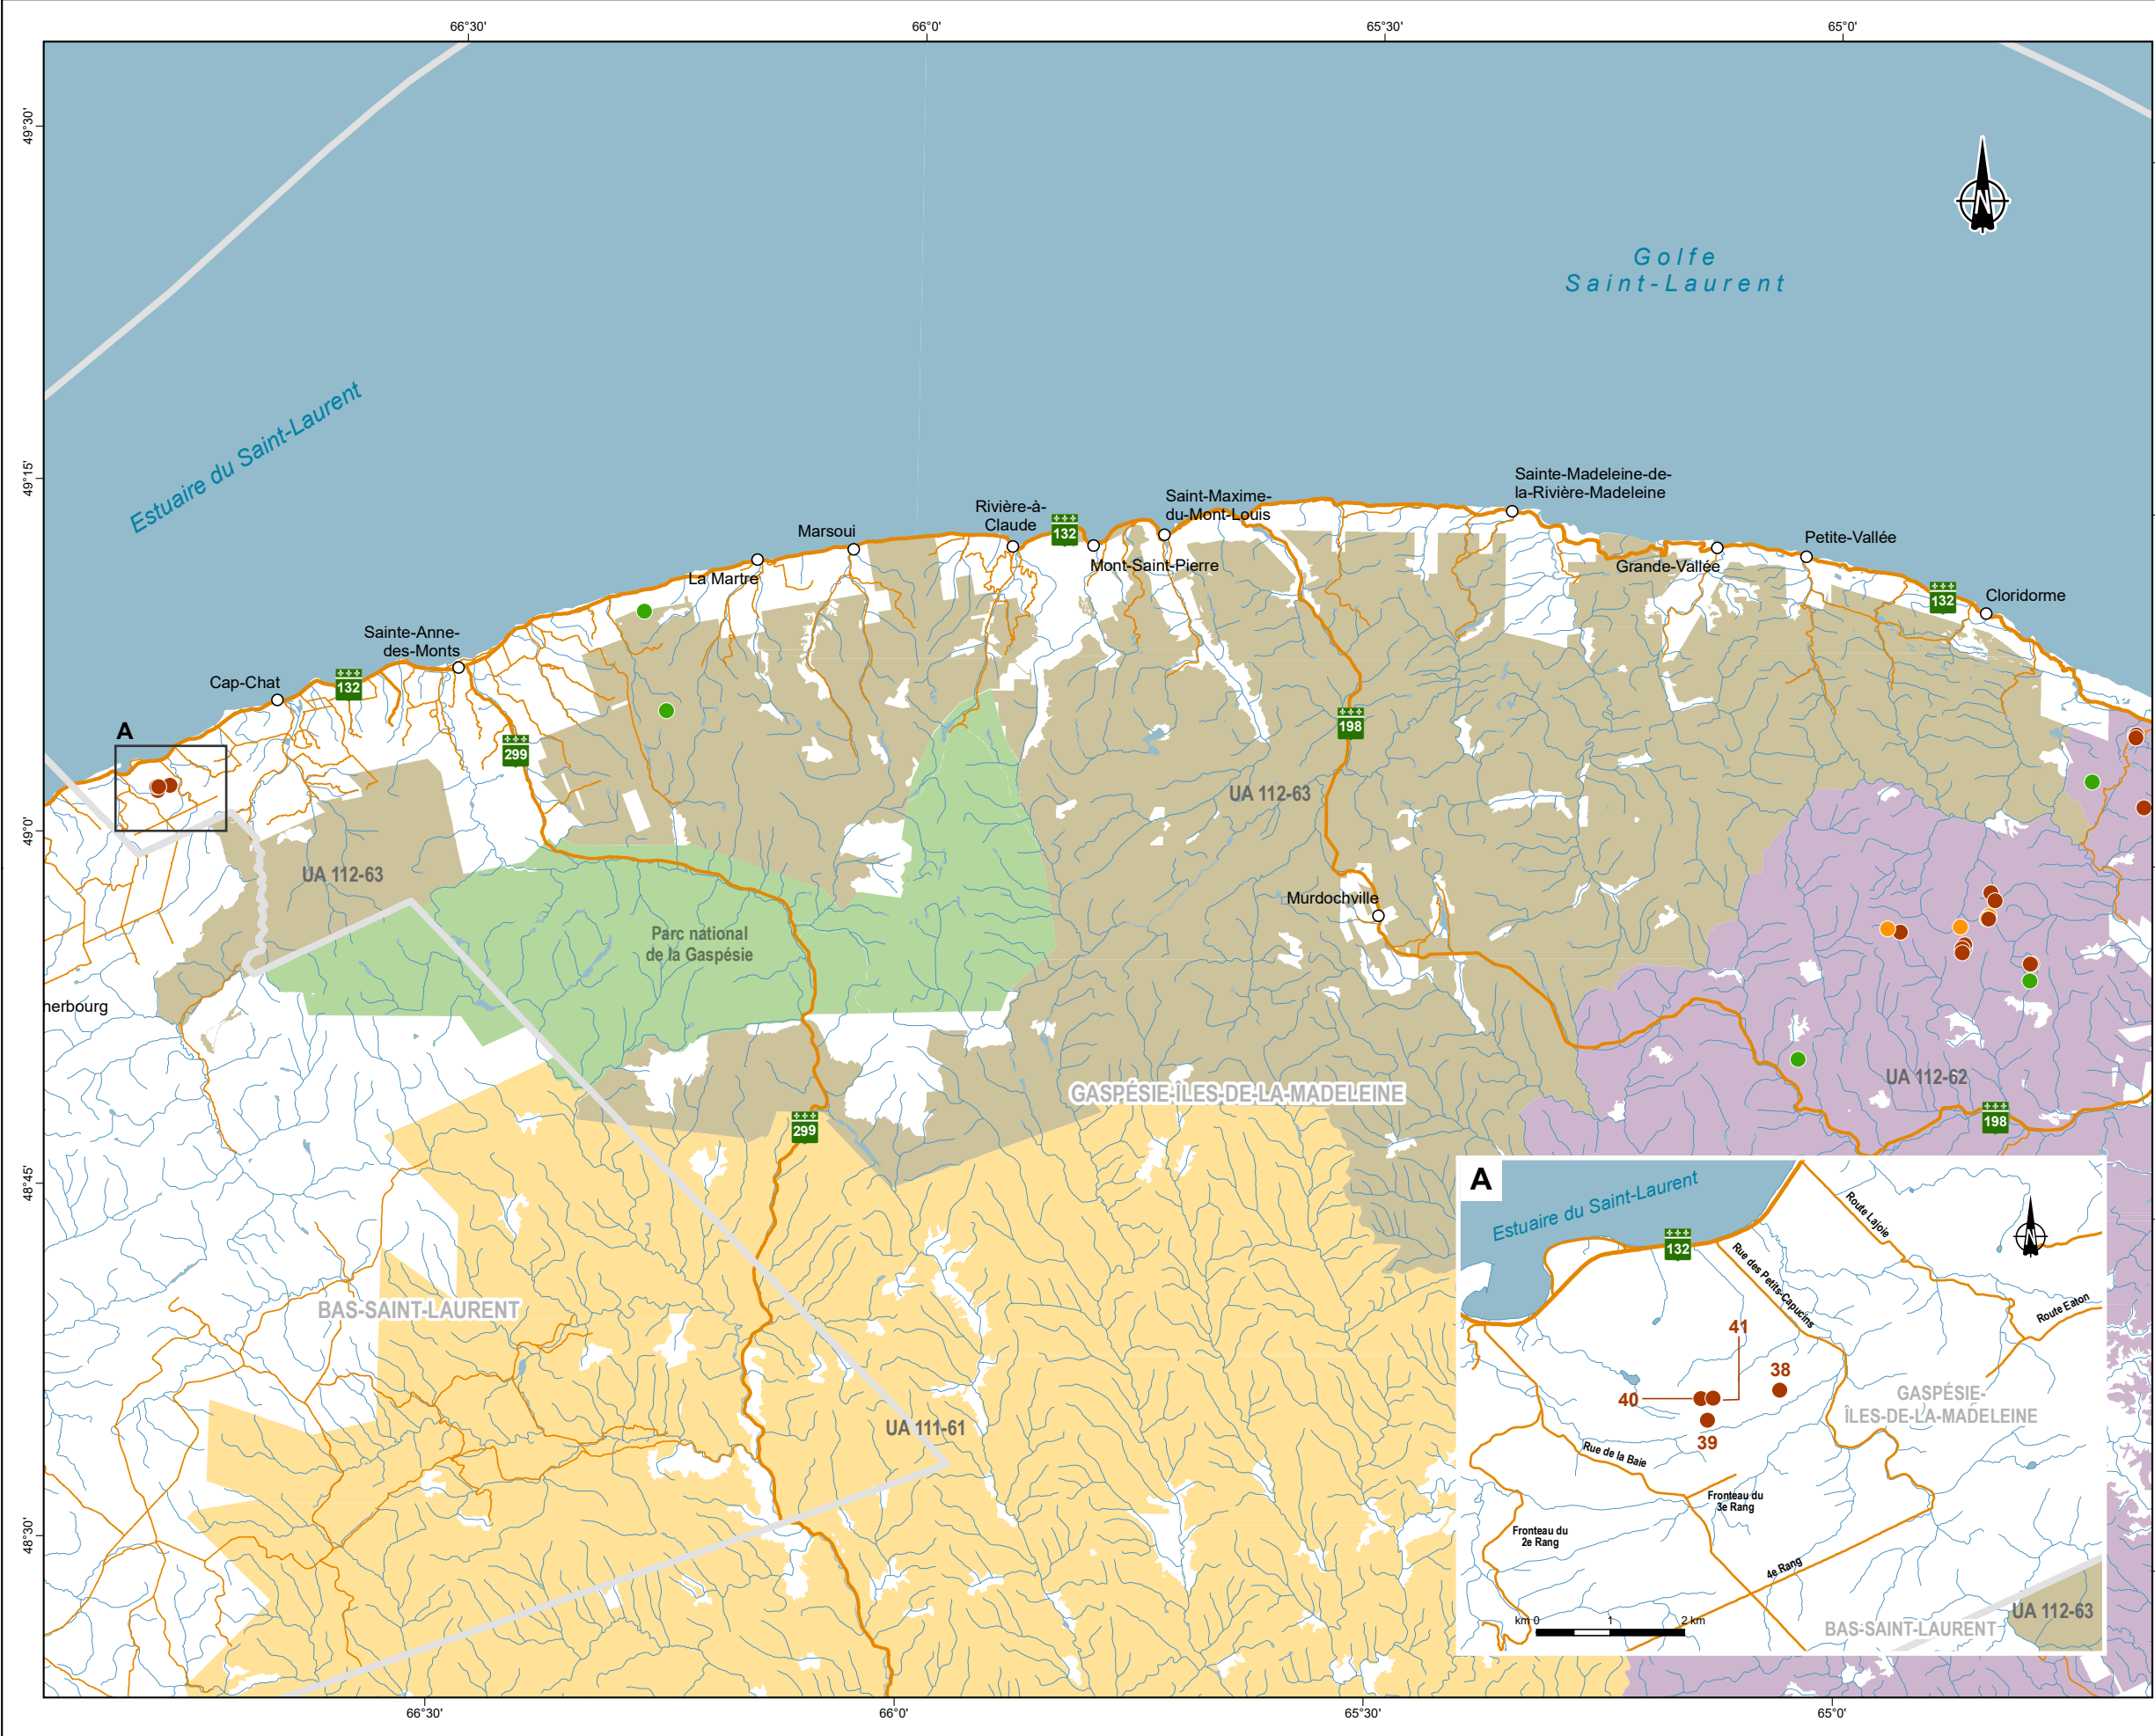 66°30'
66°0'
65°30'
65°0'
49°30'
N
Golfe
Saint-Laurent
Estuaire du Saint-Laurent
49°15'
Sainte-Madeleine-de-
la-Rivière-Madeleine
Saint-Maxime-
du-Mont-Louis
Rivière-à-
Claude
132
Marsoui
Petite-Vallée
Mont-Saint-Pierre
Grande-Vallée
La Martre
132
Cloridorme
Sainte-Anne-
des-Monts
Cap-Chat
132
198
A
299
UA 112-63
49°0'
UA 112-63
Murdochville
Parc national
de la Gaspésie
herbourg
UA 112-62
GASPÉSIE-ÎLES-DE-LA-MADELEINE
198
299
48°45'
A
Estuaire du Saint-Laurent
132
Route Lajoie
Rue des Petits-Capucins
Route Eaton
BAS-SAINT-LAURENT
41
38
40
39
GASPÉSIE-
ÎLES-DE-LA-MADELEINE
UA 111-61
Rue de la Baie
Fronteau du
3e Rang
Fronteau du
2e Rang
4e Rang
48°30'
km 0
1
2 km
UA 112-63
BAS-SAINT-LAURENT
66°30'
66°0'
65°30'
65°0'